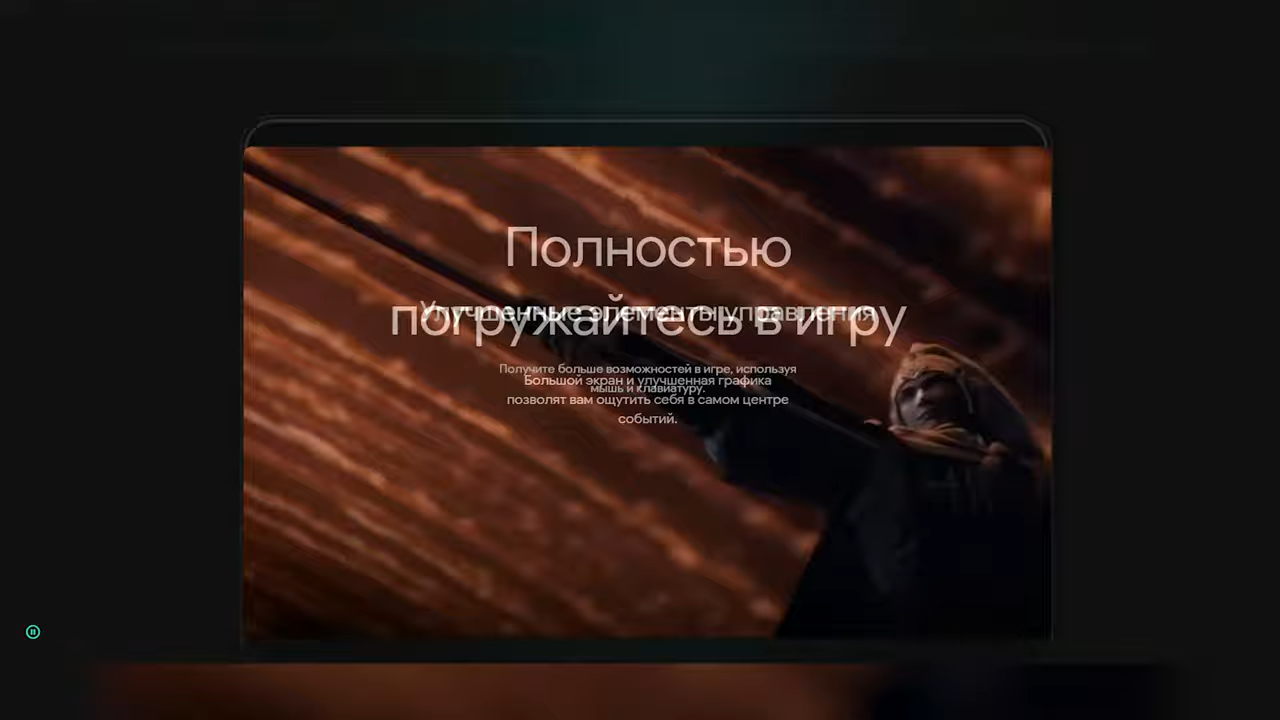 Полностью
погружайтесь в игру
Улучшенные элементы управления
Получите больше возможностей в игре, используя
мышь и клавиатуру.
Большой экран и улучшенная графика
позволят вам ощутить себя в самом центре
событий.